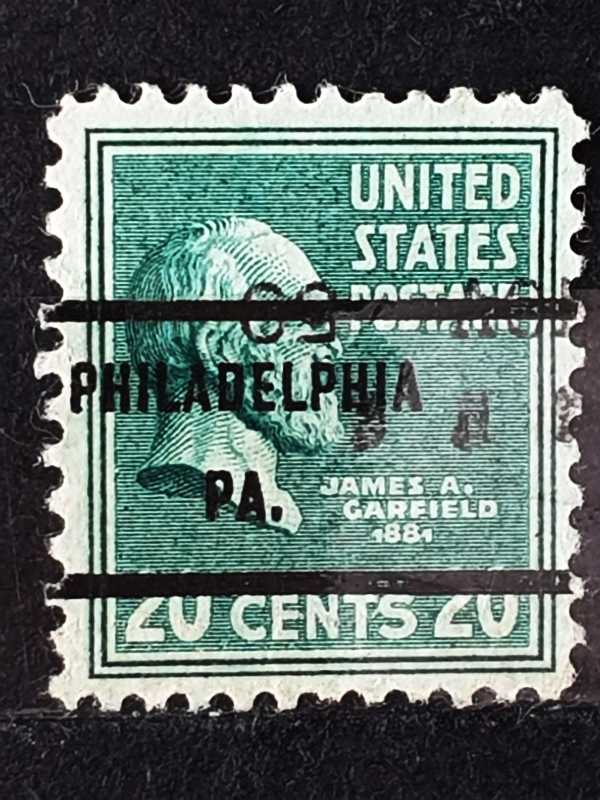 UNITED
STATES
POSTAGE
PHILADELPHIA
PA.
JAMES A.
GARFIELD
1881
20 CENTS 20